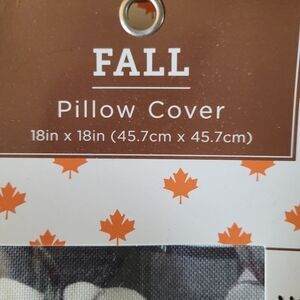 FALL
Pillow Cover
18in x 18in (45.7cm x 45.7cm)